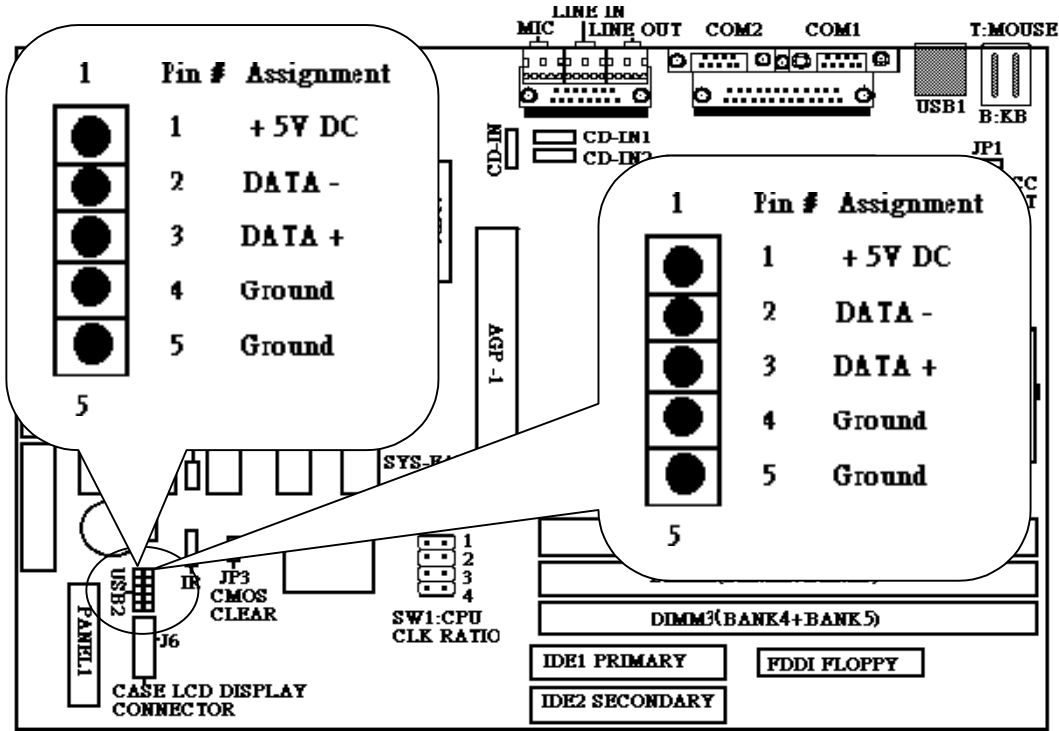 LINE IN
MIC
LINE OUT
COM2
COM1
T:MOUSE
USB1
B:KB
CD-IN
CD-IN1
CD-IN2
JP1
1
Pin # Assignment
1 +5V DC
2 DATA -
3 DATA +
4 Ground
5 Ground
5
1
Pin # Assignment
1 +5V DC
2 DATA -
3 DATA +
4 Ground
5 Ground
5
AGP-1
USB2
IR
JP3
CMOS
CLEAR
PANEL1
J6
CASE LCD DISPLAY
CONNECTOR
1
2
3
4
SW1:CPU
CLK RATIO
DIMM3(BANK4+BANK5)
IDE1 PRIMARY
FDD1 FLOPPY
IDE2 SECONDARY